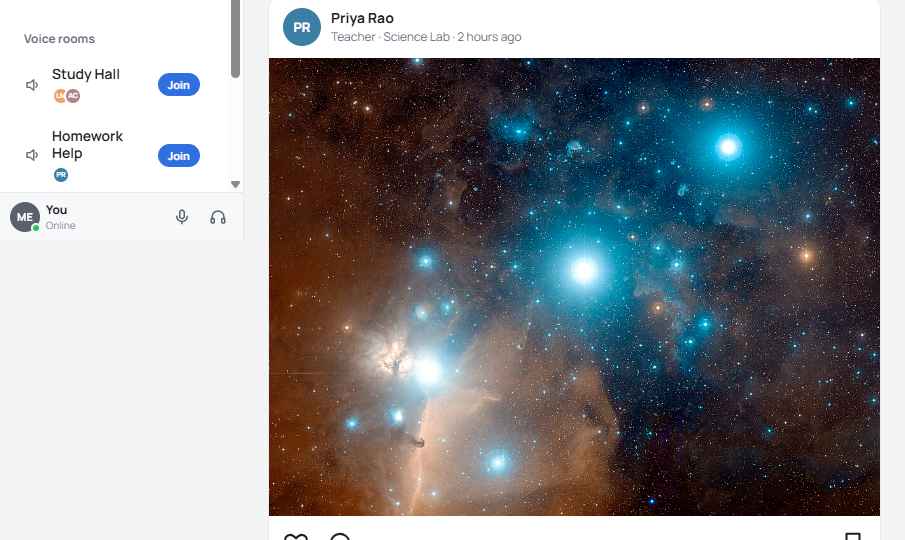 Voice rooms
Study Hall
AC
Join
Homework
Help
PR
Join
ME
You
Online
PR
Priya Rao
Teacher · Science Lab · 2 hours ago